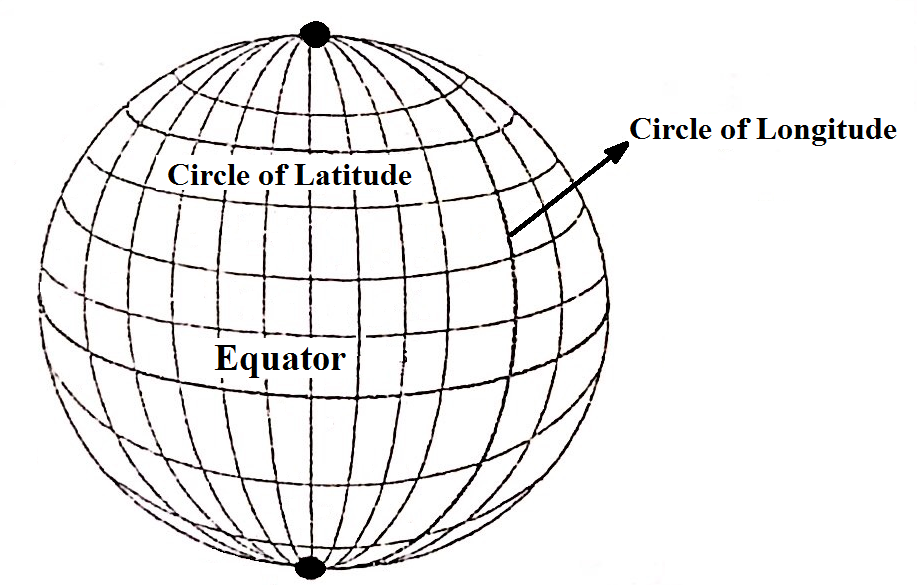 Circle of Longitude
Circle of Latitude
Equator